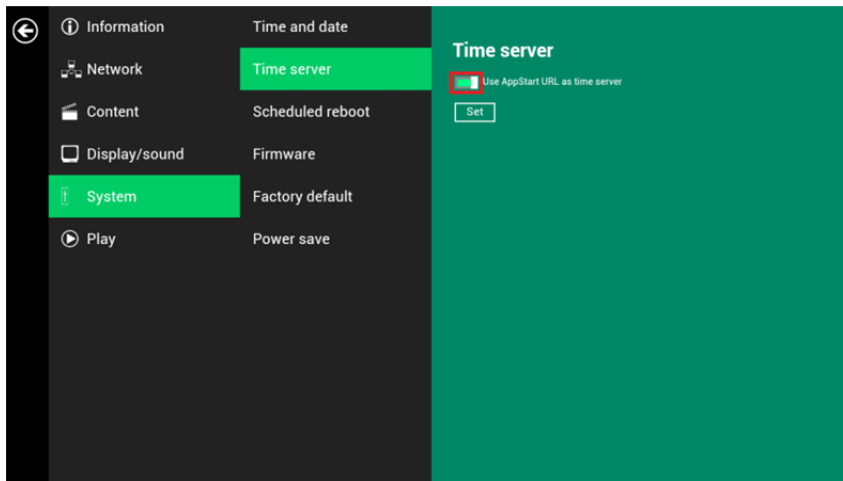 Information
Network
Content
Display/sound
System
Play
Time and date
Time server
Scheduled reboot
Firmware
Factory default
Power save
Time server
Use AppStart URL as time server
Set